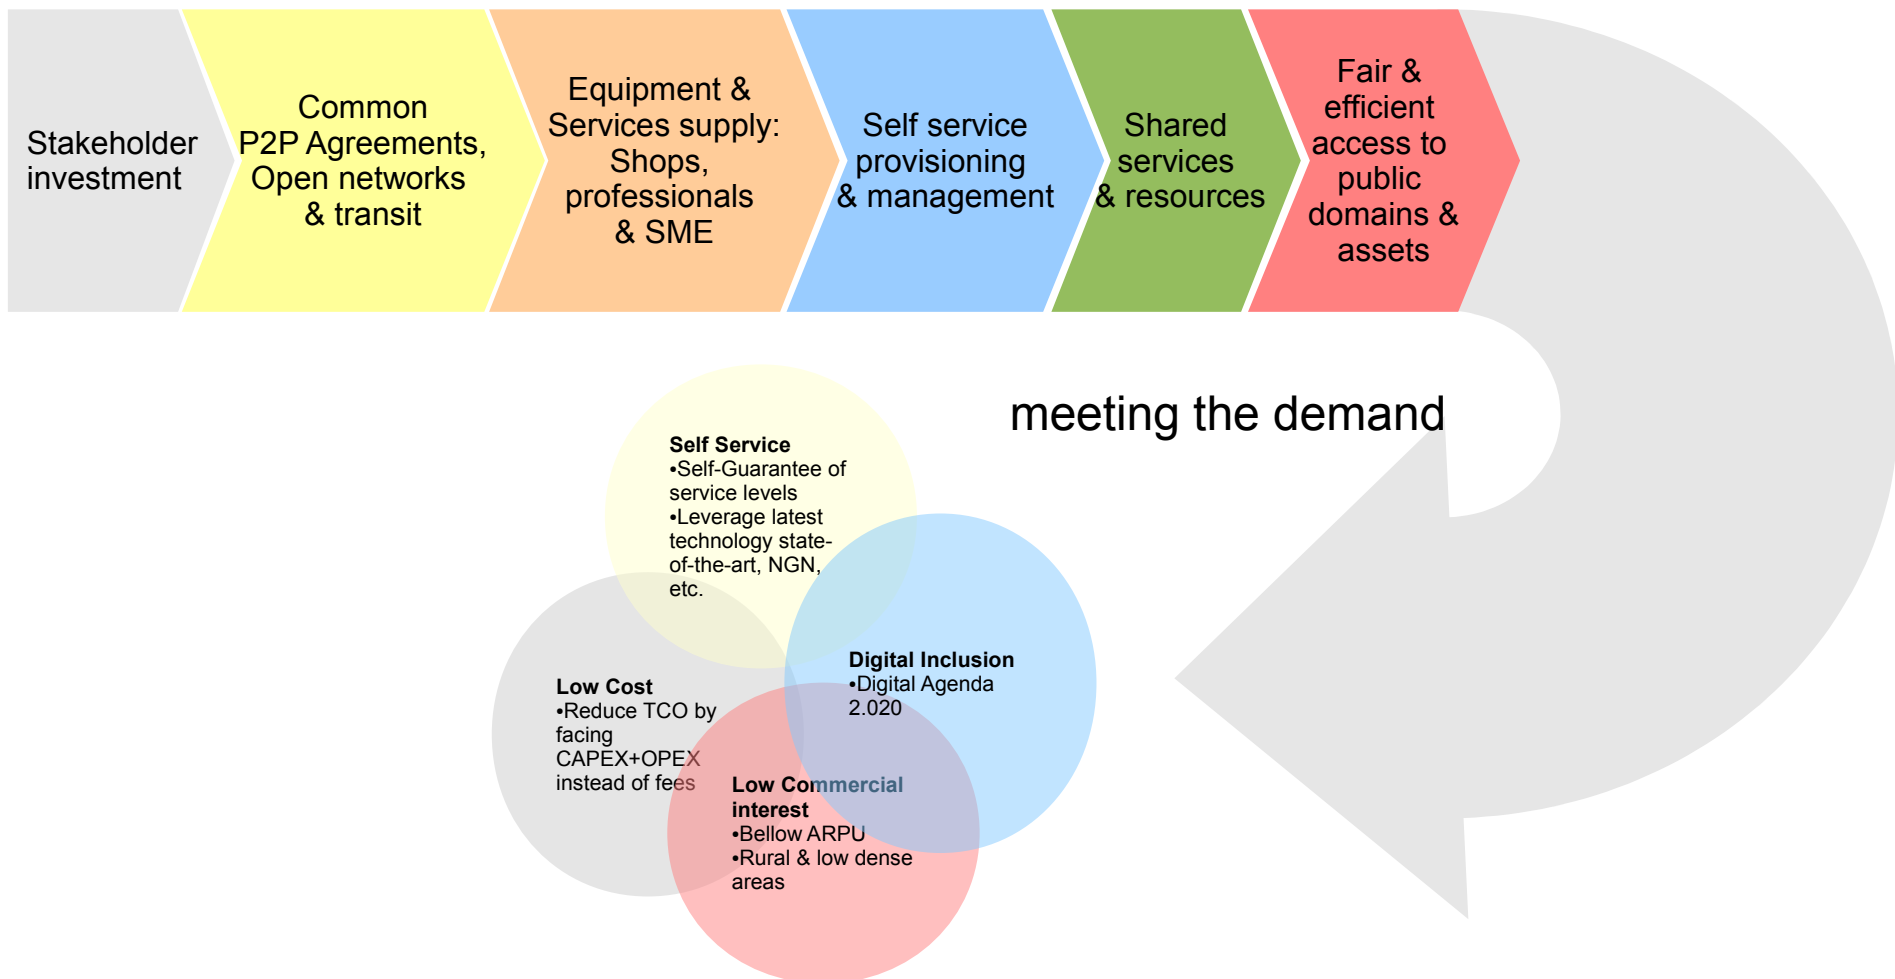 Stakeholder
investment
Common
P2P Agreements,
Open networks
& transit
Equipment &
Services supply:
Shops,
professionals
& SME
Self service
provisioning
& management
Shared
services
& resources
Fair &
efficient
access to
public
domains &
assets
meeting the demand
Self Service
•Self-Guarantee of
service levels
•Leverage latest
technology state-
of-the-art, NGN,
etc.
Digital Inclusion
•Digital Agenda
2.020
Low Cost
•Reduce TCO by
facing
CAPEX+OPEX
instead of fees
Low Commercial
interest
•Bellow ARPU
•Rural & low dense
areas